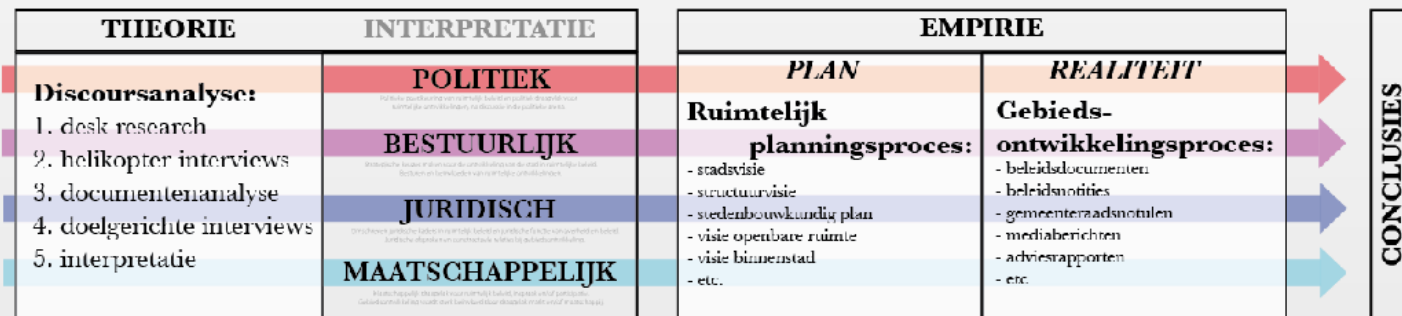 THEORIE
Discoursanalyse:
1. desk research
2. helikopter interviews
3. documentenanalyse
4. doelgerichte interviews
5. interpretatie
INTERPRETATIE
POLITIEK
BESTUURLIJK
JURIDISCH
MAATSCHAPPELIJK
EMPIRIE
PLAN
Ruimtelijk
planningsproces:
- stadsvisie
- structuurvisie
- stedenbouwkundig plan
- visie openbare ruimte
- visie binnenstad
- etc.
REALITEIT
Gebieds-
ontwikkelingsproces:
- beleidsdocumenten
- beleidsnotities
- gemeenteraadsnotulen
- mediaberichten
- adviesrapporten
- etc
CONCLUSIES